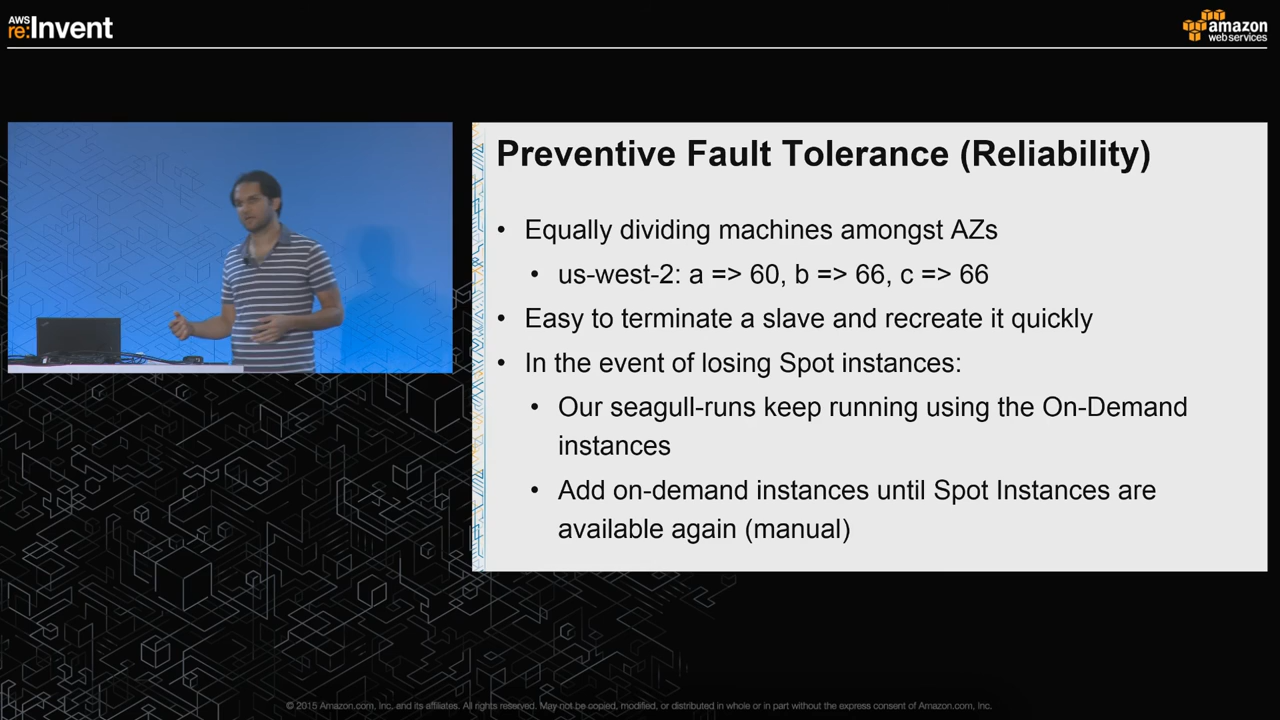 AWS
re:Invent
amazon
web services
Preventive Fault Tolerance (Reliability)
• Equally dividing machines amongst AZs
• us-west-2: a => 60, b => 66, c => 66
• Easy to terminate a slave and recreate it quickly
• In the event of losing Spot instances:
• Our seagull-runs keep running using the On-Demand
instances
• Add on-demand instances until Spot Instances are
available again (manual)
© 2015 Amazon.com, Inc. and its affiliates. All rights reserved. May not be copied, modified, or distributed in whole or in part without the express consent of Amazon.com, Inc.